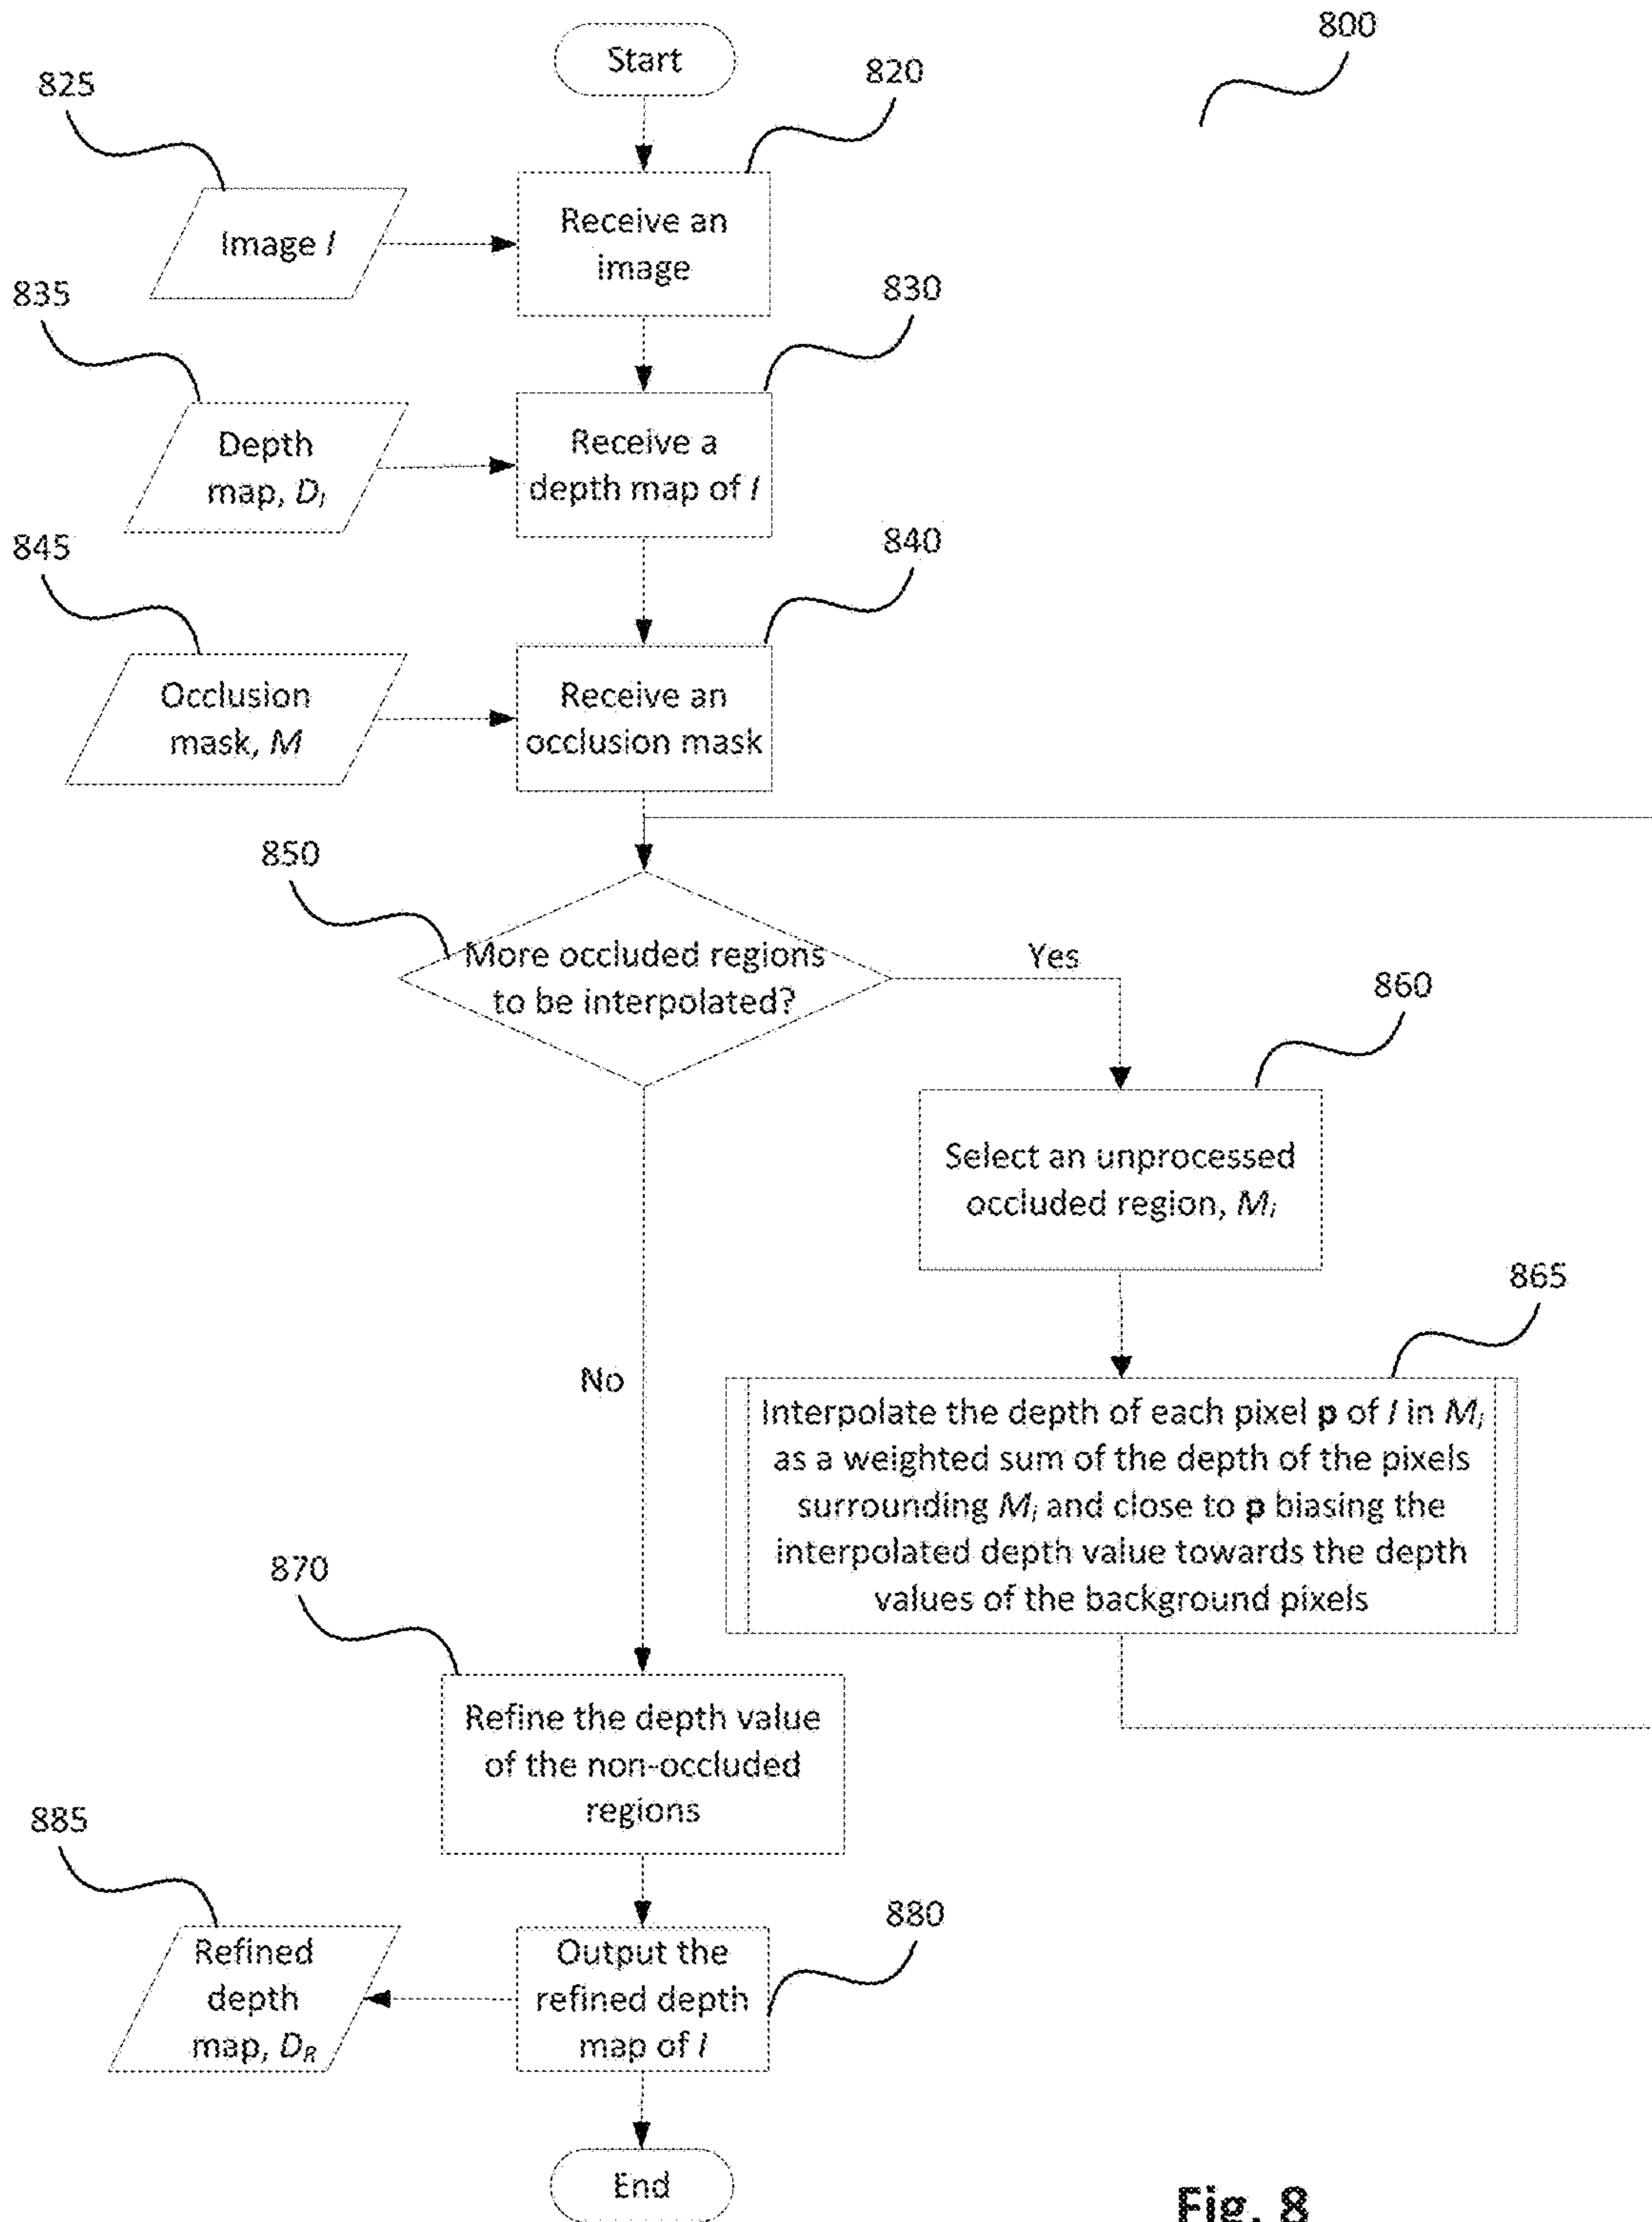 800
Start
825
820
Image I
Receive an
image
835
830
Depth
map, DI
Receive a
depth map of I
845
840
Occlusion
mask, M
Receive an
occlusion mask
850
More occluded regions
to be interpolated?
Yes
860
Select an unprocessed
occluded region, Mi
865
No
Interpolate the depth of each pixel p of I in Mi
as a weighted sum of the depth of the pixels
surrounding Mi and close to p biasing the
interpolated depth value towards the depth
values of the background pixels
870
Refine the depth value
of the non-occluded
regions
885
880
Refined
depth
map, DR
Output the
refined depth
map of I
End
Fig. 8